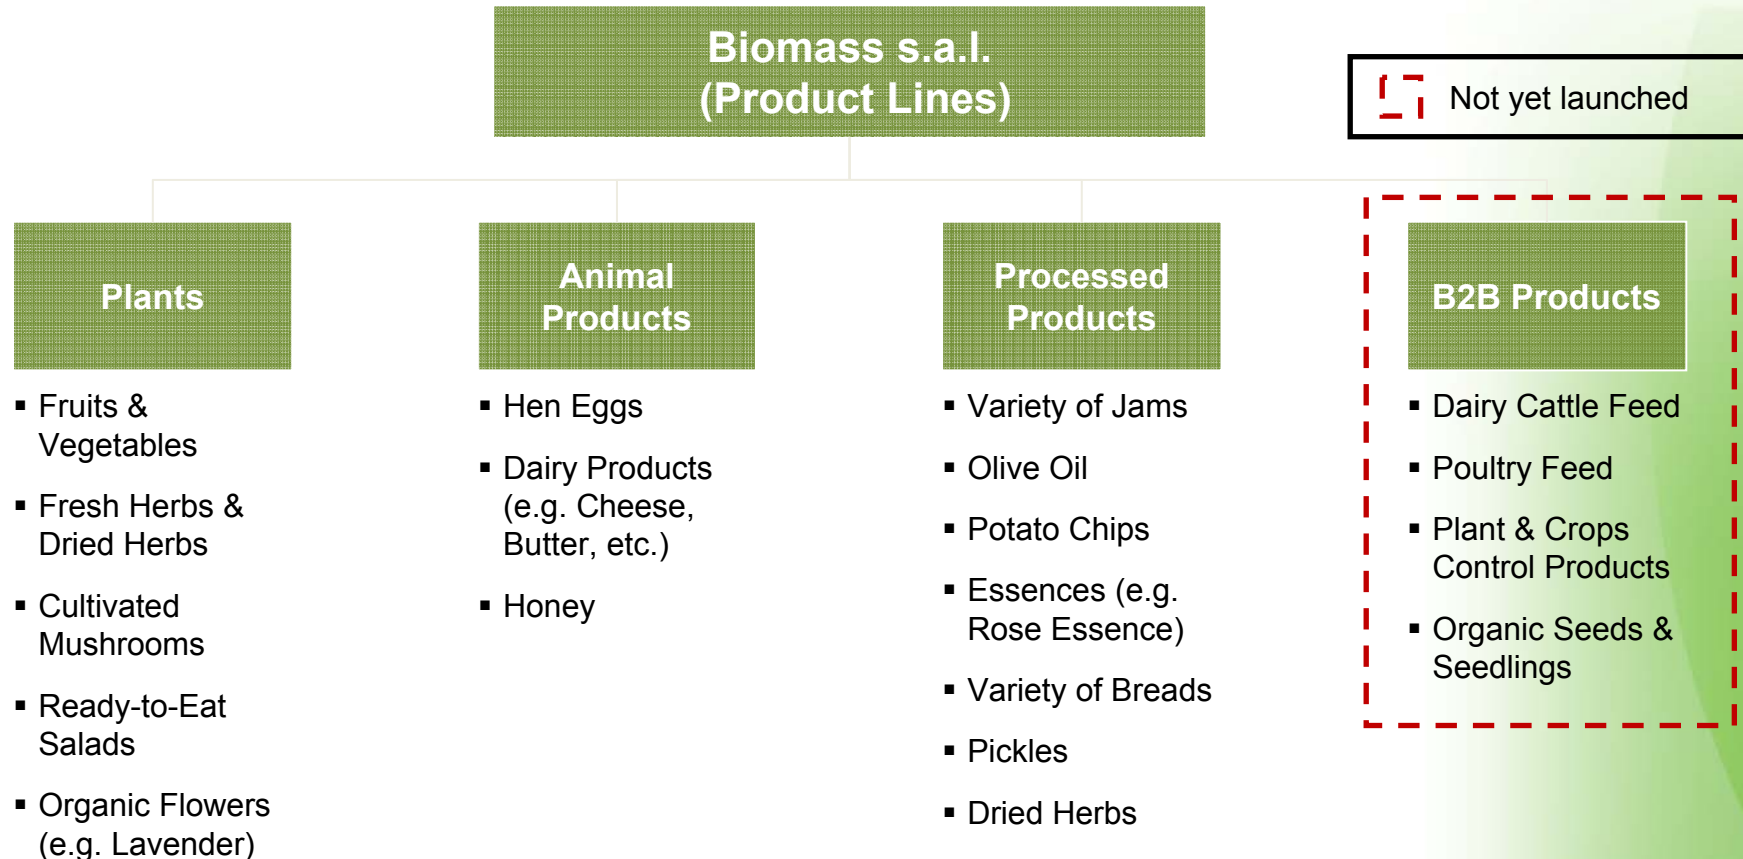 Biomass s.a.l.
(Product Lines)
Not yet launched
Plants
▪ Fruits &
Vegetables
▪ Fresh Herbs &
Dried Herbs
▪ Cultivated
Mushrooms
▪ Ready-to-Eat
Salads
▪ Organic Flowers
(e.g. Lavender)
Animal
Products
▪ Hen Eggs
▪ Dairy Products
(e.g. Cheese,
Butter, etc.)
▪ Honey
Processed
Products
▪ Variety of Jams
▪ Olive Oil
▪ Potato Chips
▪ Essences (e.g.
Rose Essence)
▪ Variety of Breads
▪ Pickles
▪ Dried Herbs
B2B Products
▪ Dairy Cattle Feed
▪ Poultry Feed
▪ Plant & Crops
Control Products
▪ Organic Seeds &
Seedlings